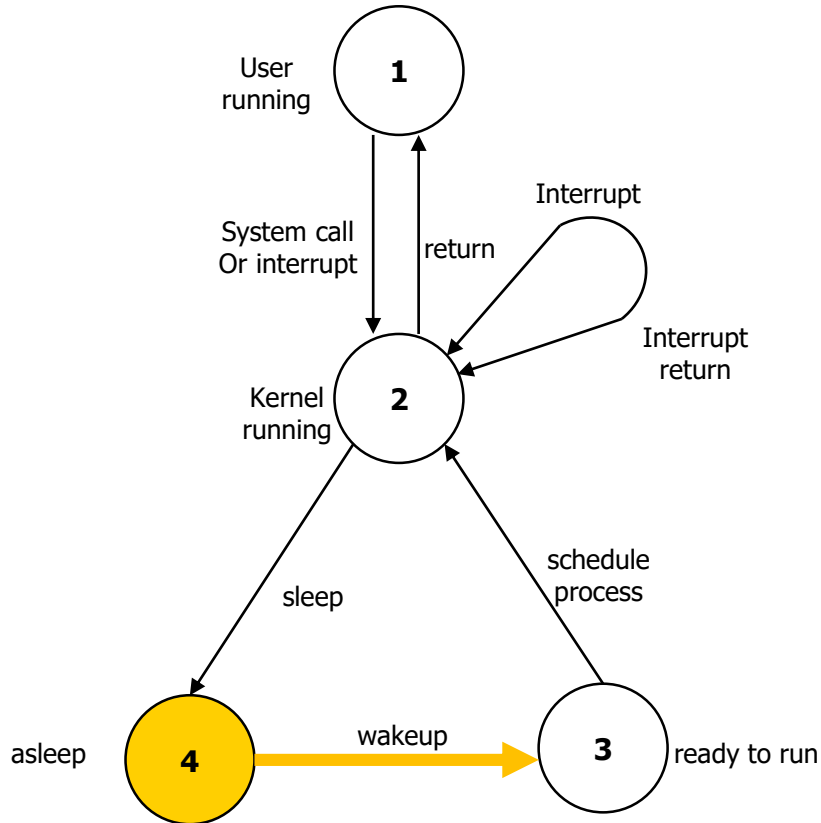 1
User
running
Interrupt
System call
Or interrupt
return
Interrupt
return
2
Kernel
running
schedule
process
sleep
wakeup
asleep
4
3
ready to run